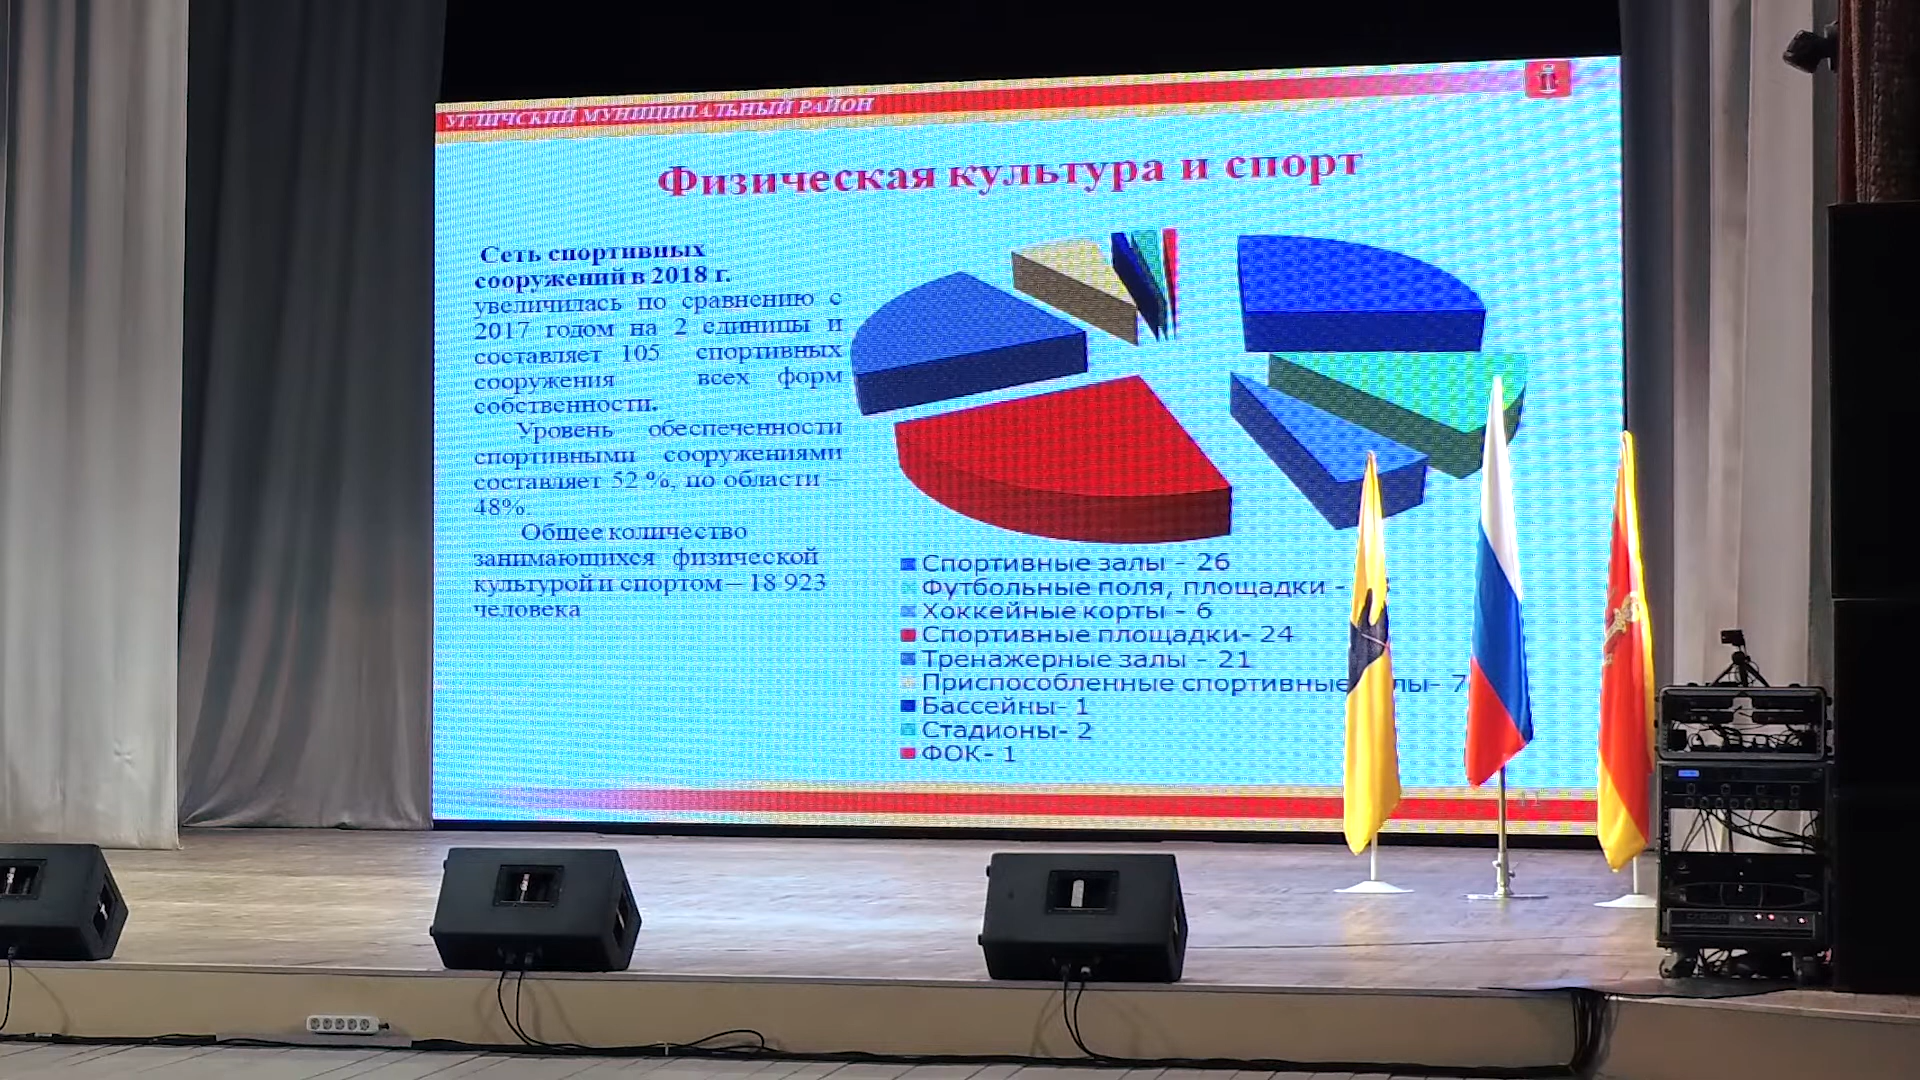 УГЛИЧСКИЙ МУНИЦИПАЛЬНЫЙ РАЙОН
Физическая культура и спорт
Сеть спортивных
сооружений в 2018 г.
увеличилась по сравнению с
2017 годом на 2 единицы и
составляет 105 спортивных
сооружения всех форм
собственности.
Уровень обеспеченности
спортивными сооружениями
составляет 52 %, по области –
48%
Общее количество
занимающихся физической
культурой и спортом – 18 923
человека
Спортивные залы - 26
Футбольные поля, площадки -
Хоккейные корты - 6
Спортивные площадки- 24
Тренажерные залы - 21
Приспособленные спортивные - 7
Бассейны- 1
Стадионы- 2
ФОК- 1